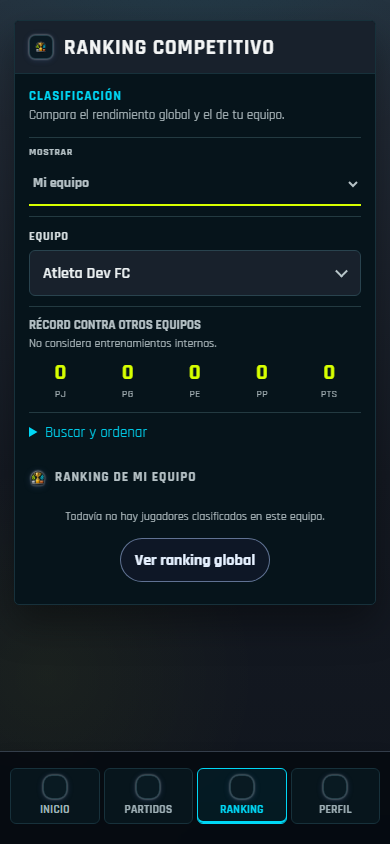 RANKING COMPETITIVO
CLASIFICACIÓN
Compara el rendimiento global y el de tu equipo.
MOSTRAR
Mi equipo
EQUIPO
Atleta Dev FC
RÉCORD CONTRA OTROS EQUIPOS
No considera entrenamientos internos.
0 0 0 0 0
PJ PG PE PP PTS
Buscar y ordenar
RANKING DE MI EQUIPO
Todavía no hay jugadores clasificados en este equipo.
Ver ranking global
INICIO PARTIDOS RANKING PERFIL